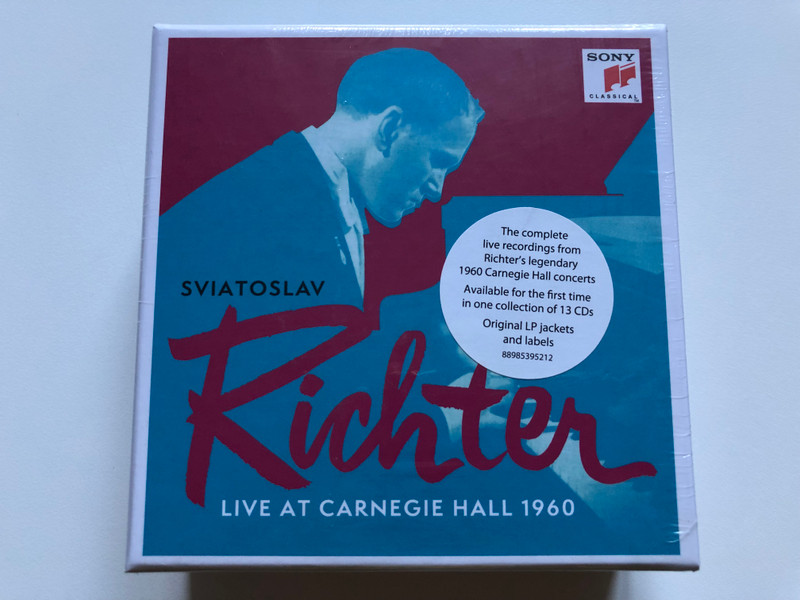 SONY
CLASSICAL
The complete
live recordings from
Richter's legendary
1960 Carnegie Hall concerts
Available for the first time
in one collection of 13 CDs
Original LP jackets
and labels
88985395212
SVIATOSLAV
Richter
LIVE AT CARNEGIE HALL 1960